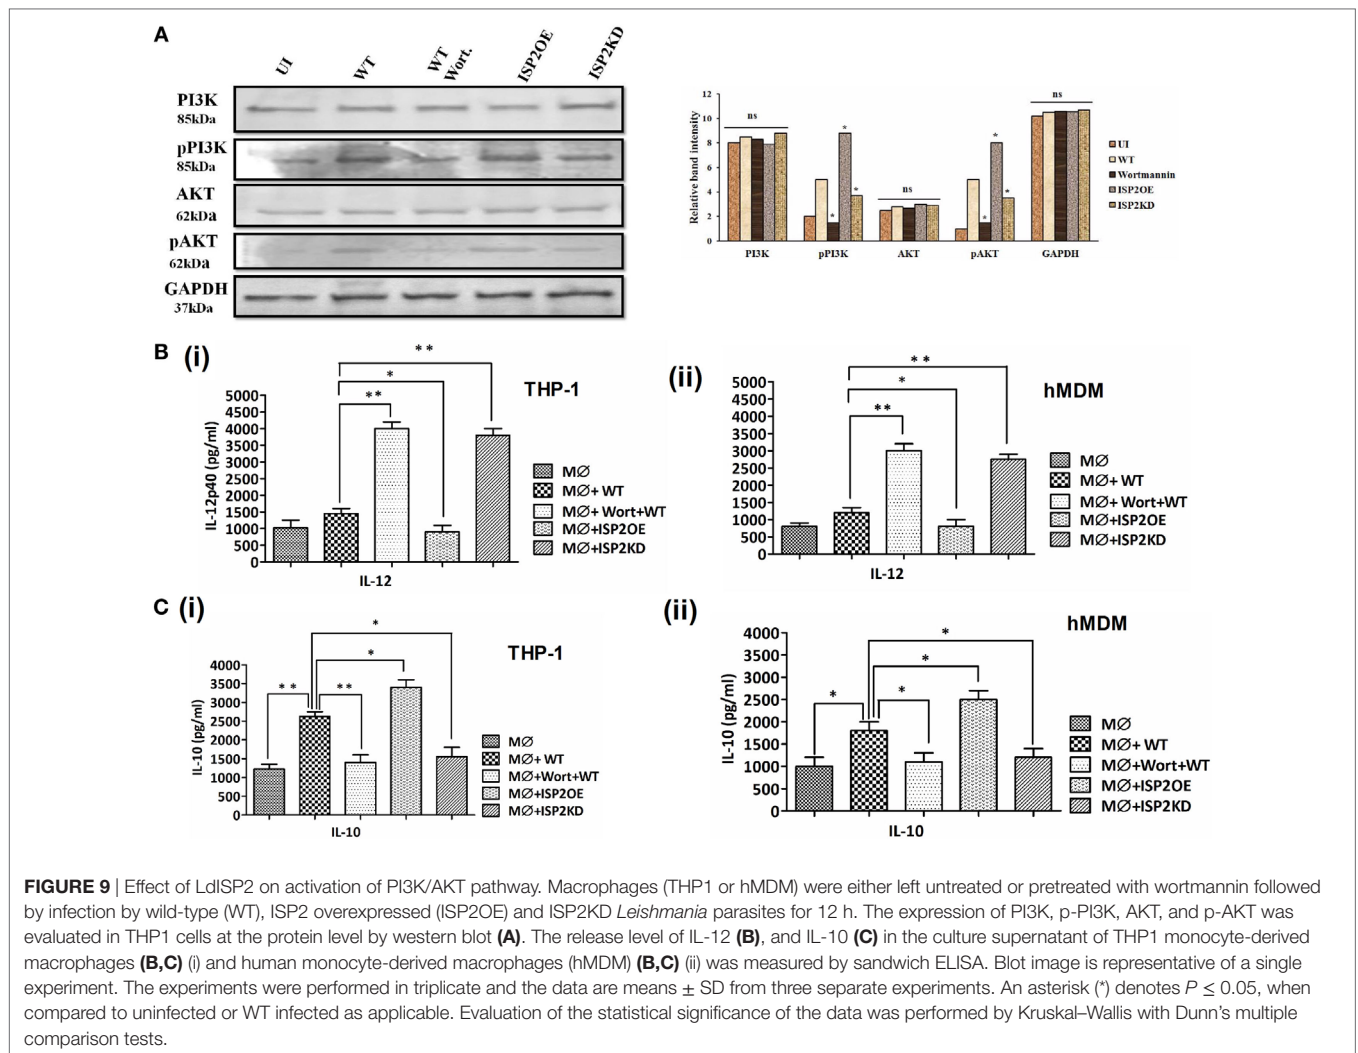 A
UI
WT
WT
Wort.
ISP2OE
ISP2KD
PI3K
85kDa
pPI3K
85kDa
AKT
62kDa
pAKT
62kDa
GAPDH
37kDa
12
10
8
6
4
2
0
Relative band intensity
ns
*
*
*
ns
*
*
*
ns
PI3K
pPI3K
AKT
pAKT
GAPDH
UI
WT
Wortmannin
ISP2OE
ISP2KD
B (i)
THP-1
**
*
**
IL-12p40 (pg/ml)
5000
4500
4000
3500
3000
2500
2000
1500
1000
500
0
IL-12
MØ
MØ+ WT
MØ+ Wort+WT
MØ+ISP2OE
MØ+ISP2KD
(ii)
hMDM
**
*
**
5000
4500
4000
3500
3000
2500
2000
1500
1000
500
0
IL-12
MØ
MØ+ WT
MØ+ Wort+WT
MØ+ISP2OE
MØ+ISP2KD
C (i)
THP-1
*
*
**
**
IL-10 (pg/ml)
4000
3500
3000
2500
2000
1500
1000
500
0
IL-10
MØ
MØ+ WT
MØ+Wort+WT
MØ+ISP2OE
MØ+ISP2KD
(ii)
hMDM
*
*
*
*
IL-10 (pg/ml)
4000
3500
3000
2500
2000
1500
1000
500
0
IL-10
MØ
MØ+ WT
MØ+Wort+WT
MØ+ISP2OE
MØ+ISP2KD
FIGURE 9 | Effect of LdISP2 on activation of PI3K/AKT pathway. Macrophages (THP1 or hMDM) were either left untreated or pretreated with wortmannin followed
by infection by wild-type (WT), ISP2 overexpressed (ISP2OE) and ISP2KD Leishmania parasites for 12 h. The expression of PI3K, p-PI3K, AKT, and p-AKT was
evaluated in THP1 cells at the protein level by western blot (A). The release level of IL-12 (B), and IL-10 (C) in the culture supernatant of THP1 monocyte-derived
macrophages (B,C) (i) and human monocyte-derived macrophages (hMDM) (B,C) (ii) was measured by sandwich ELISA. Blot image is representative of a single
experiment. The experiments were performed in triplicate and the data are means ± SD from three separate experiments. An asterisk (*) denotes P ≤ 0.05, when
compared to uninfected or WT infected as applicable. Evaluation of the statistical significance of the data was performed by Kruskal–Wallis with Dunn's multiple
comparison tests.